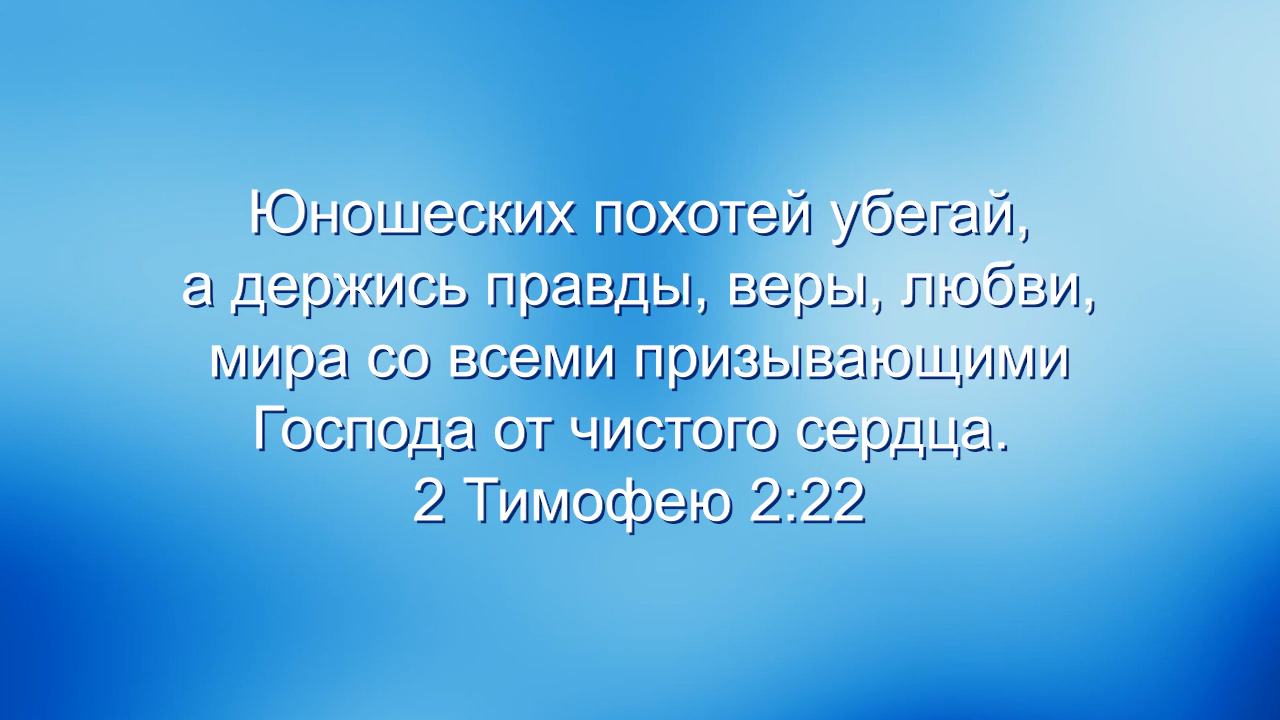 Юношеских похотей убегай,
а держись правды, веры, любви,
мира со всеми призывающими
Господа от чистого сердца.
2 Тимофею 2:22